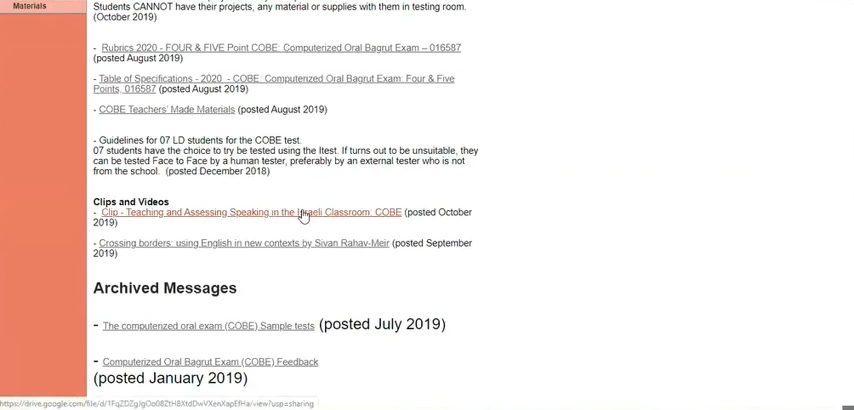 Materials
Students CANNOT have their projects, any material or supplies with them in testing room.
(October 2019)
- Rubrics 2020 - FOUR & FIVE Point COBE: Computerized Oral Bagrut Exam – 016587
(posted August 2019)
- Table of Specifications - 2020 - COBE: Computerized Oral Bagrut Exam: Four & Five
Points, 016587 (posted August 2019)
- COBE Teachers' Made Materials (posted August 2019)
- Guidelines for 07 LD students for the COBE test.
07 students have the choice to try be tested using the Itest. If turns out to be unsuitable, they
can be tested Face to Face by a human tester, preferably by an external tester who is not
from the school. (posted December 2018)
Clips and Videos
- Clip - Teaching and Assessing Speaking in the Israeli Classroom: COBE (posted October
2019)
- Crossing borders: using English in new contexts by Sivan Rahav-Meir (posted September
2019)
Archived Messages
- The computerized oral exam (COBE) Sample tests (posted July 2019)
- Computerized Oral Bagrut Exam (COBE) Feedback
(posted January 2019)